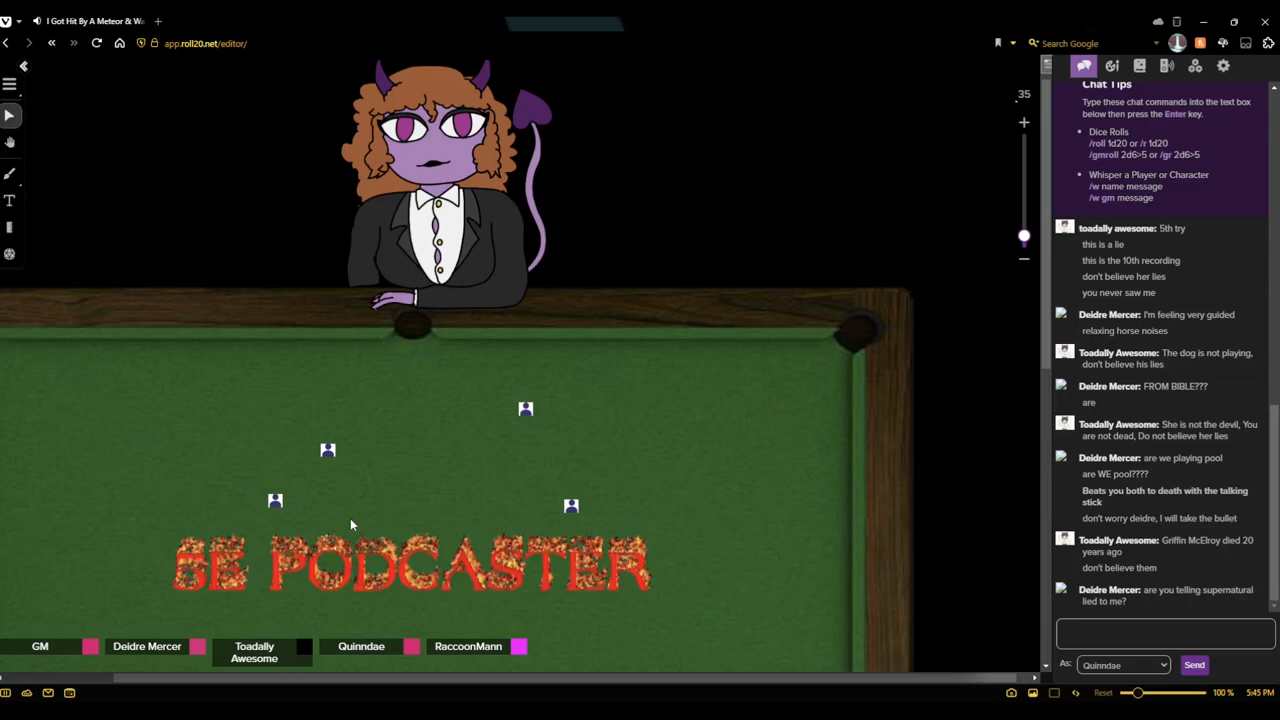 I Got Hit By A Meteor & W
app.roll20.net/editor/
Search Google
35
Chat Tips
Type these chat commands into the text box
below then press the Enter key.
Dice Rolls
/roll 1d20 or /r 1d20
/gmroll 2d6>5 or /gr 2d6>5
Whisper a Player or Character
/w name message
/w gm message
toadally awesome: 5th try
this is a lie
this is the 10th recording
don't believe her lies
you never saw me
Deidre Mercer: I'm feeling very guided
relaxing horse noises
Toadally Awesome: The dog is not playing,
don't believe his lies
Deidre Mercer: FROM BIBLE???
are
Toadally Awesome: She is not the devil, You
are not dead, Do not believe her lies
Deidre Mercer: are we playing pool
are WE pool????
Beats you both to death with the talking
stick
don't worry deidre, I will take the bullet
Toadally Awesome: Griffin McElroy died 20
years ago
don't believe them
Deidre Mercer: are you telling supernatural
lied to me?
BE PODCASTER
GM
Deidre Mercer
Toadally
Awesome
Quinndae
RaccoonMann
As:
Quinndae
Send
Reset
100 %
5:45 PM